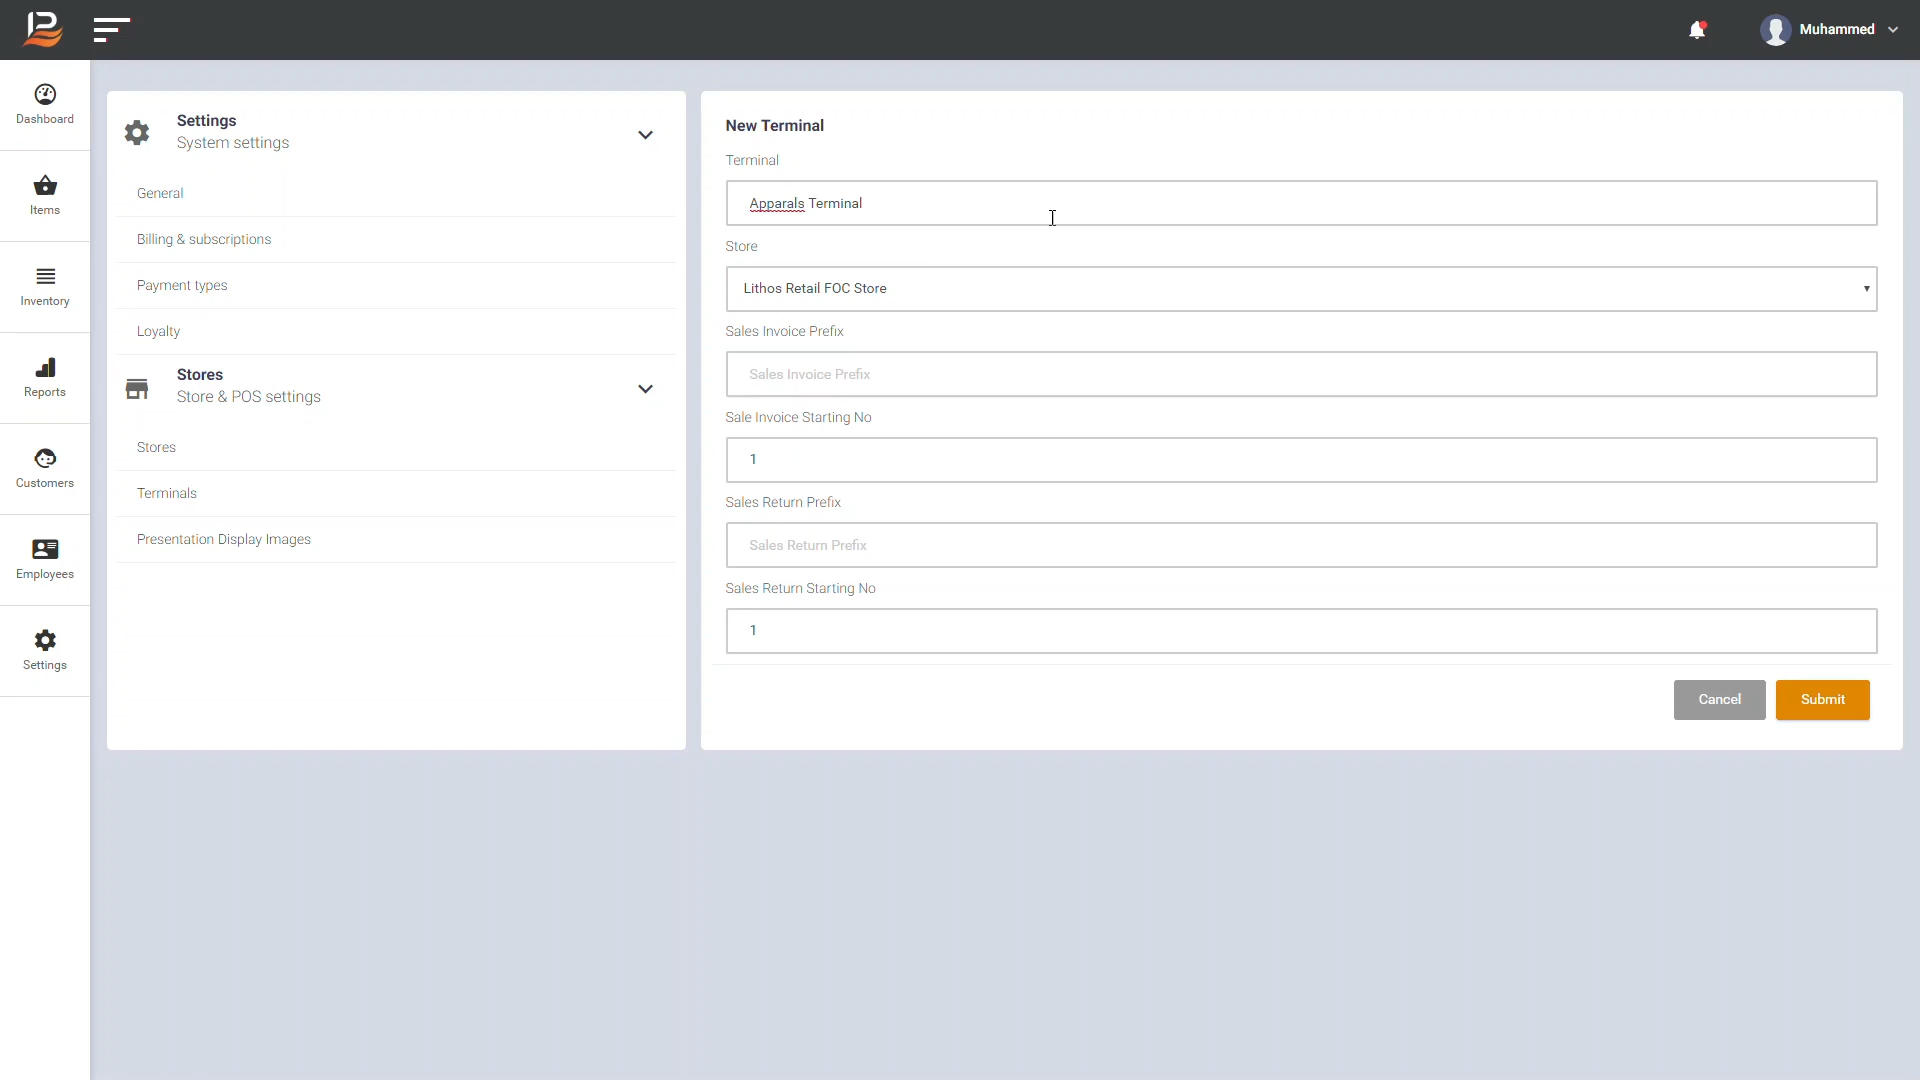 Muhammed
Dashboard
Items
Inventory
Reports
Customers
Employees
Settings
Settings
System settings
General
Billing & subscriptions
Payment types
Loyalty
Stores
Store & POS settings
Stores
Terminals
Presentation Display Images
New Terminal
Terminal
Apparals Terminal
Store
Lithos Retail FOC Store
Sales Invoice Prefix
Sales Invoice Prefix
Sale Invoice Starting No
1
Sales Return Prefix
Sales Return Prefix
Sales Return Starting No
1
Cancel
Submit